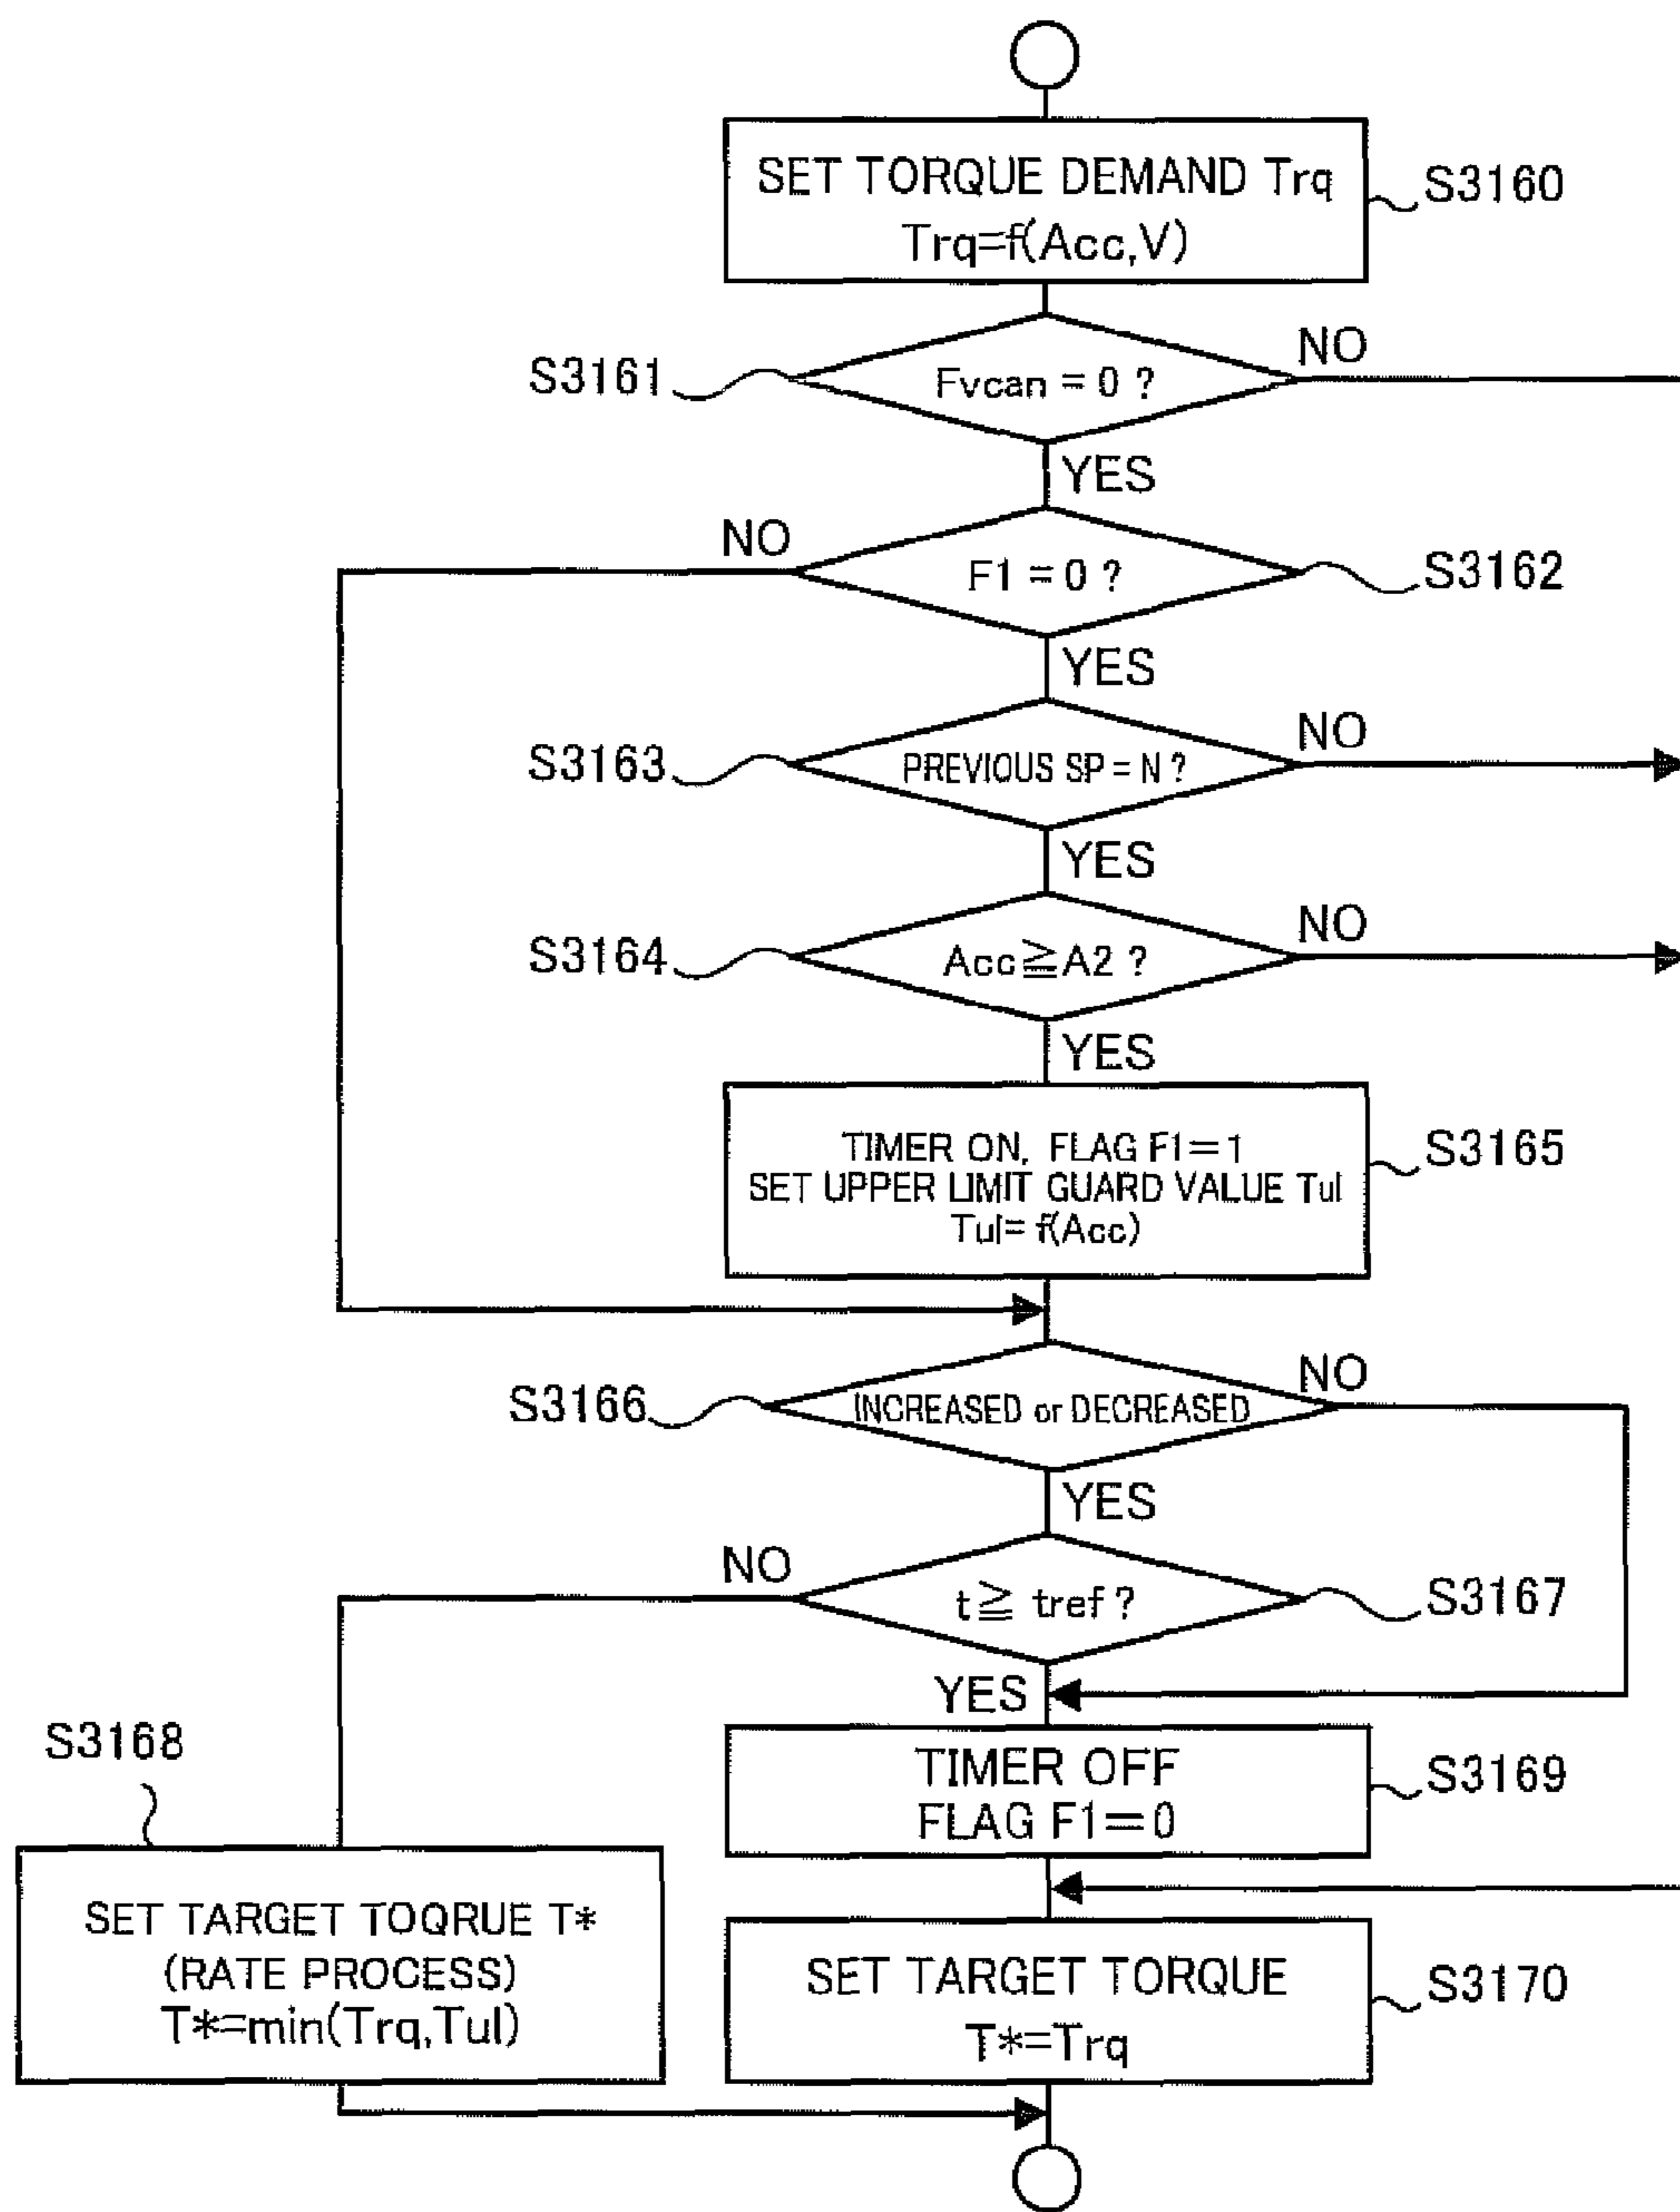 SET TORQUE DEMAND Trq
Trq=f(Acc,V)
S3160
S3161
Fvcan = 0 ?
NO
YES
NO
F1 = 0 ?
S3162
YES
S3163
PREVIOUS SP = N ?
NO
YES
S3164
Acc≧A2 ?
NO
YES
TIMER ON, FLAG F1=1
SET UPPER LIMIT GUARD VALUE Tul
Tul= f(Acc)
S3165
S3166
INCREASED or DECREASED
NO
YES
NO
t≧ tref ?
S3167
YES
S3168
TIMER OFF
FLAG F1=0
S3169
SET TARGET TOQRUE T*
(RATE PROCESS)
T*=min(Trq,Tul)
SET TARGET TORQUE
T*=Trq
S3170